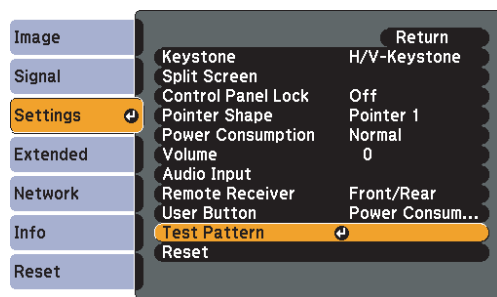 Image
Signal
Settings
Extended
Network
Info
Reset
Return
Keystone H/V-Keystone
Split Screen
Control Panel Lock Off
Pointer Shape Pointer 1
Power Consumption Normal
Volume 0
Audio Input
Remote Receiver Front/Rear
User Button Power Consum...
Test Pattern
Reset